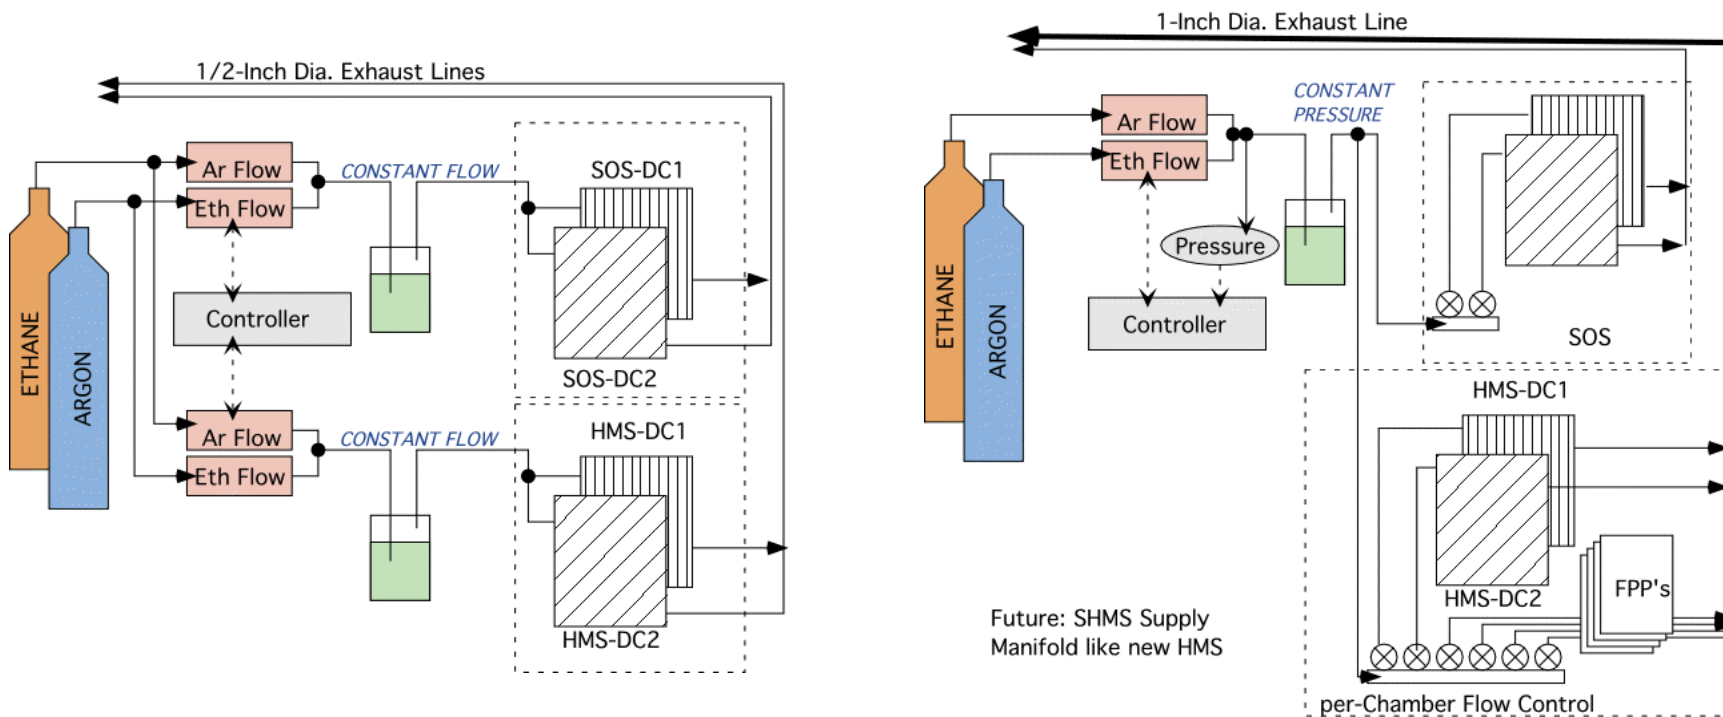 1/2-Inch Dia. Exhaust Lines
ETHANE
ARGON
Ar Flow
Eth Flow
CONSTANT FLOW
SOS-DC1
SOS-DC2
Controller
Ar Flow
Eth Flow
CONSTANT FLOW
HMS-DC1
HMS-DC2
1-Inch Dia. Exhaust Line
ETHANE
ARGON
Ar Flow
Eth Flow
CONSTANT
PRESSURE
Pressure
Controller
SOS
HMS-DC1
HMS-DC2
FPP's
Future: SHMS Supply
Manifold like new HMS
per-Chamber Flow Control